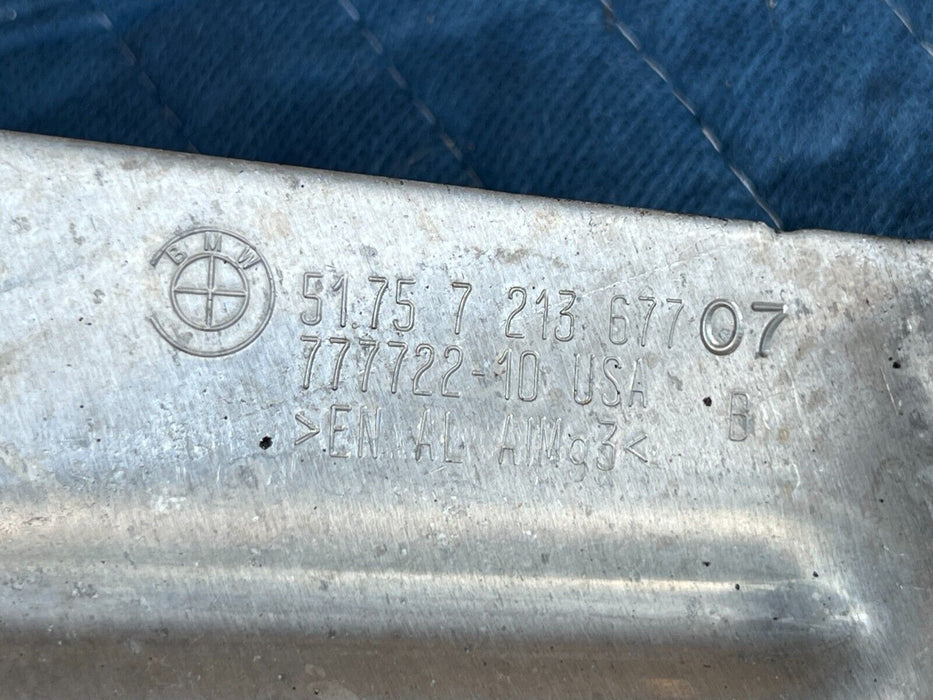 BMW
51.75 7 213 677 07
777722-10 USA
>EN AL AlMg3<
B